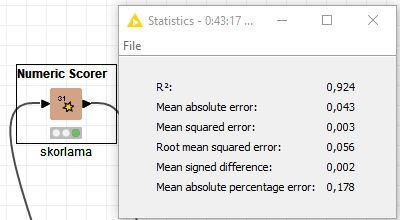 Statistics - 0:43:17 ...
File
Numeric Scorer
31
skorlama
R²: 0,924
Mean absolute error: 0,043
Mean squared error: 0,003
Root mean squared error: 0,056
Mean signed difference: 0,002
Mean absolute percentage error: 0,178